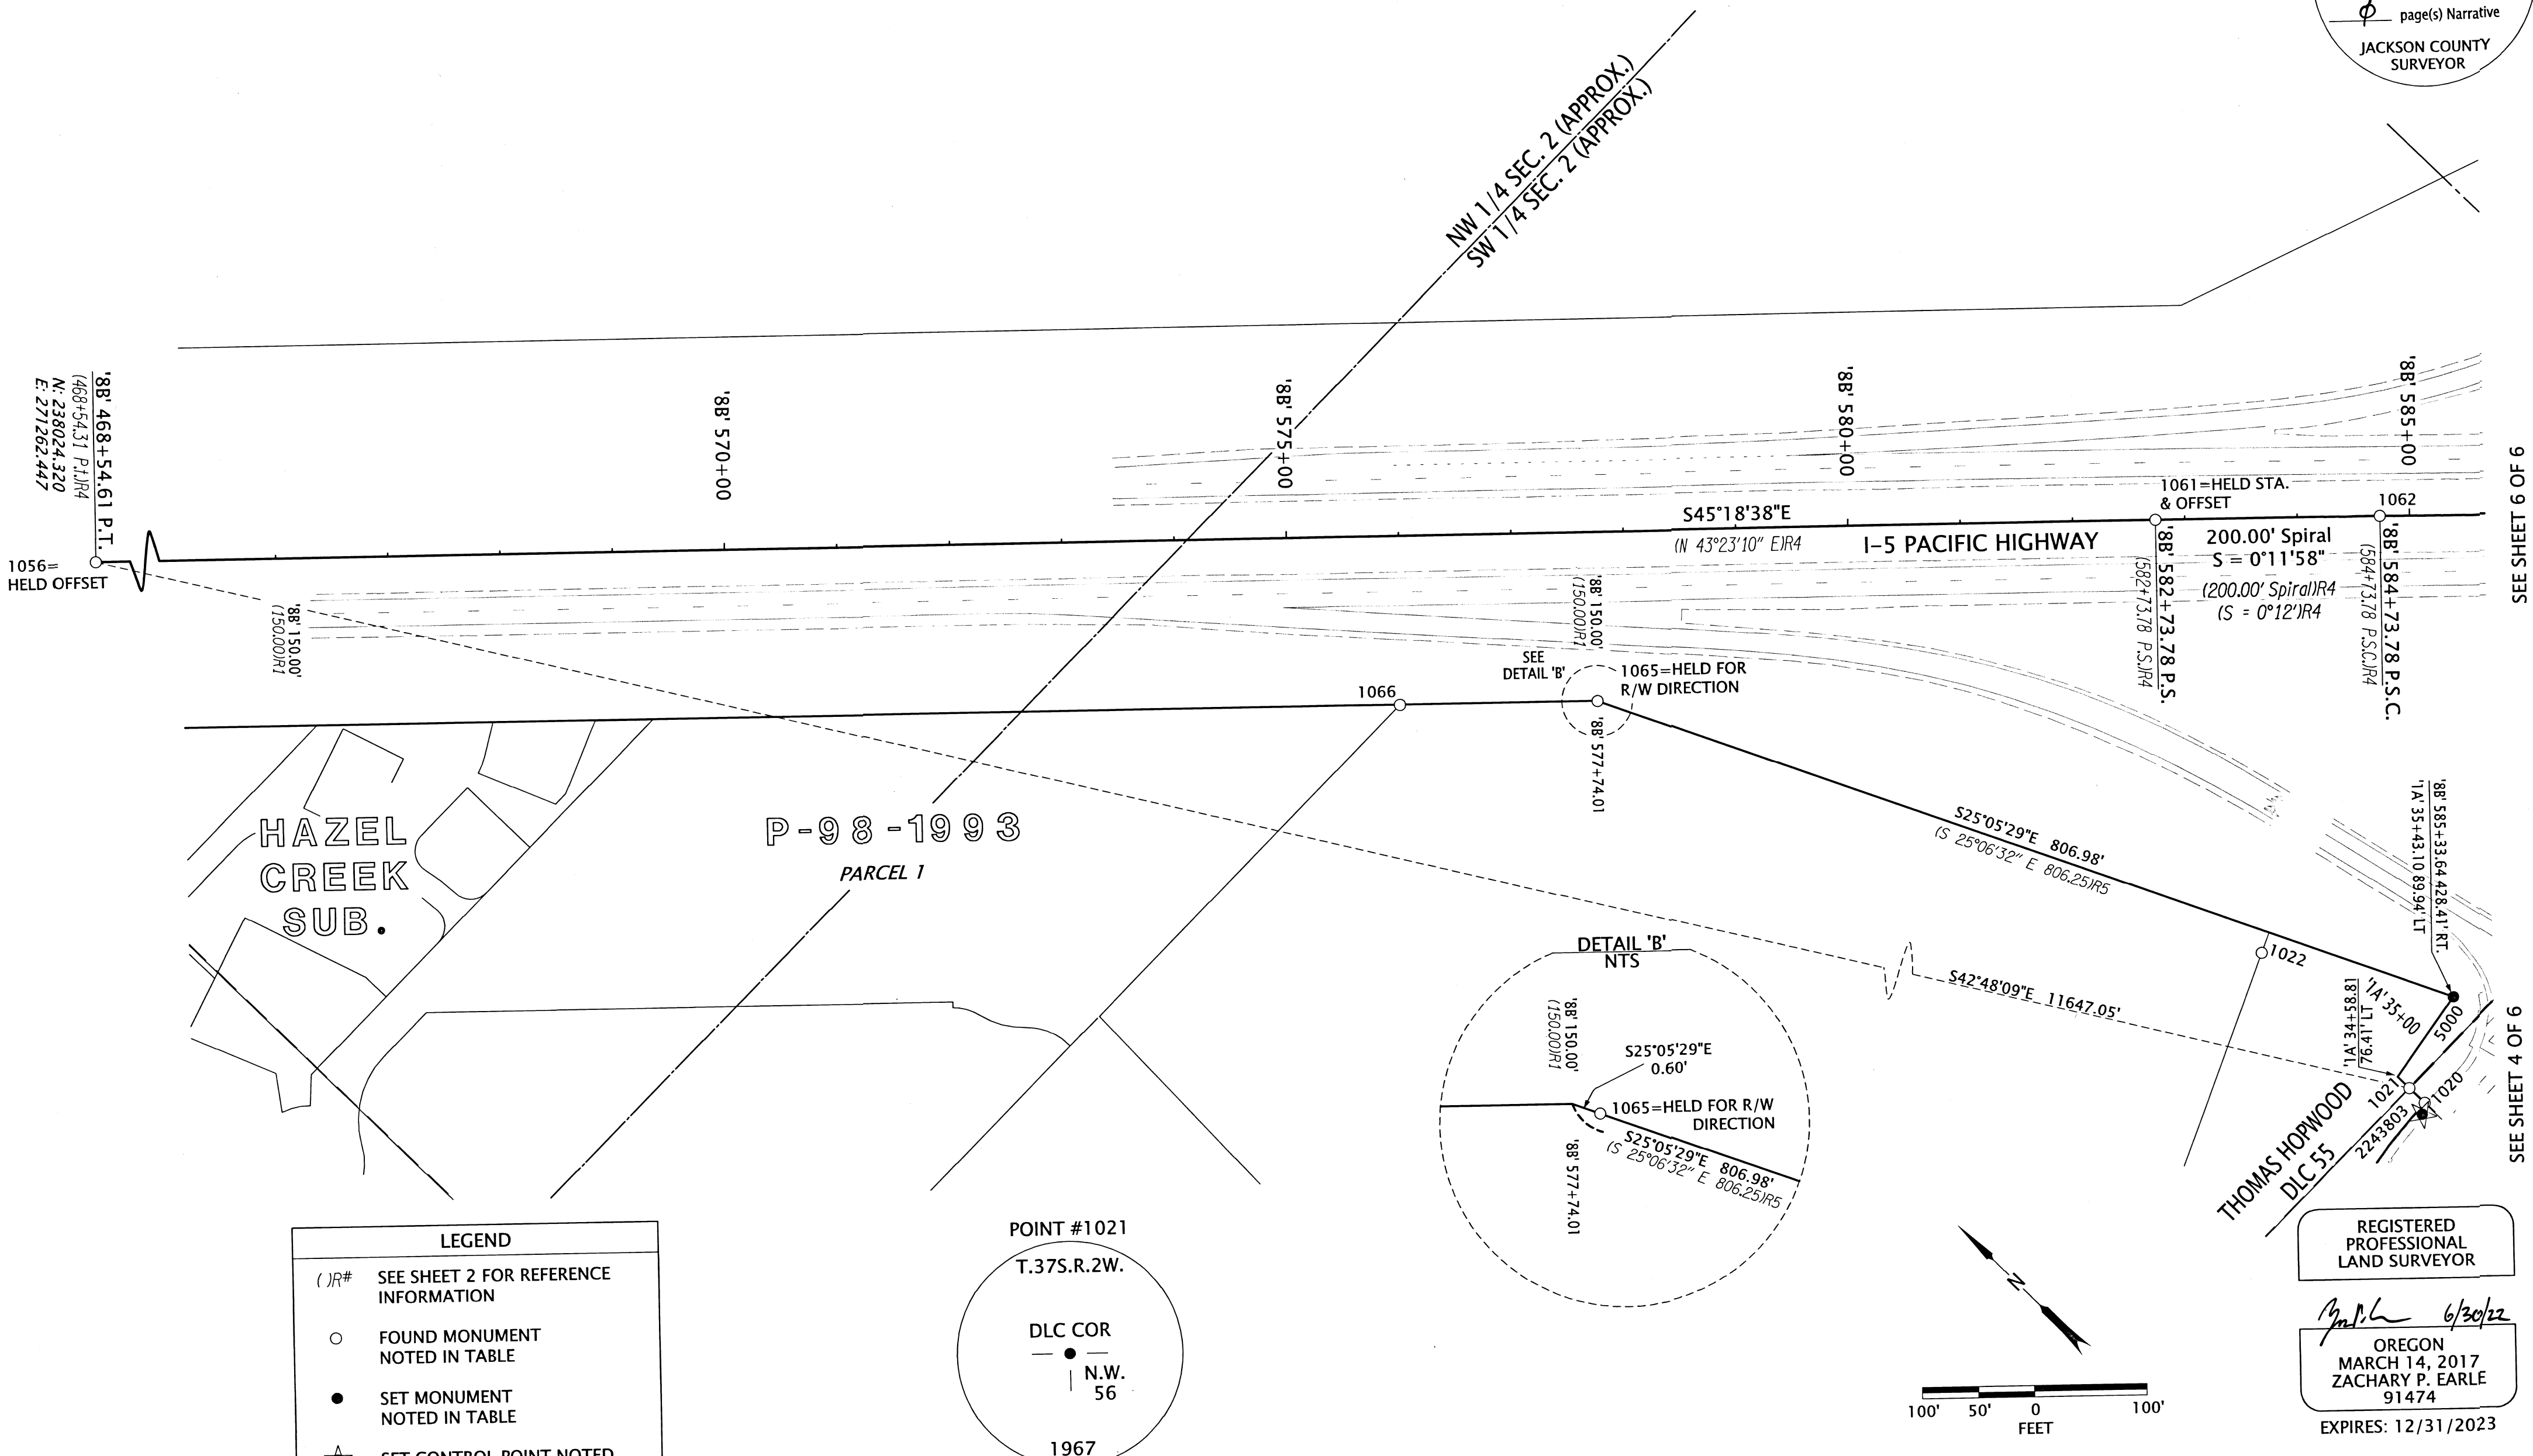 ϕ page(s) Narrative
JACKSON COUNTY
SURVEYOR
NW 1/4 SEC. 2 (APPROX.)
SW 1/4 SEC. 2 (APPROX.)
'8B' 468+54.61 P.T.
(468+54.31 P.t.)R4
N: 238024.320
E: 271262.447
1056=
HELD OFFSET
'8B' 570+00
'8B' 575+00
'8B' 580+00
'8B' 585+00
SEE SHEET 6 OF 6
1061=HELD STA.
& OFFSET
1062
S45°18'38"E
(N 43°23'10" E)R4
I-5 PACIFIC HIGHWAY
'8B' 582+73.78 P.S.
(582+73.78 P.S.)R4
200.00' Spiral
S = 0°11'58"
(200.00' Spiral)R4
(S = 0°12')R4
'8B' 584+73.78 P.S.C.
(584+73.78 P.S.C.)R4
'8B' 150.00'
(150.00)R1
'8B' 150.00'
(150.00)R1
SEE
DETAIL 'B'
1065=HELD FOR
R/W DIRECTION
1066
'8B' 577+74.01
HAZEL
CREEK
SUB.
P-98-1993
PARCEL 1
S25°05'29"E 806.98'
(S 25°06'32" E 806.25)R5
'8B' 585+33.64 428.41' RT.
'1A' 35+43.10 89.94' LT
1022
S42°48'09"E 11647.05'
'1A' 35+00
'1A' 34+58.81
76.41' LT
5000
1021
1020
2243803
THOMAS HOPWOOD
DLC 55
SEE SHEET 4 OF 6
DETAIL 'B'
NTS
'8B' 150.00'
(150.00)R1
S25°05'29"E
0.60'
1065=HELD FOR R/W
DIRECTION
S25°05'29"E 806.98'
(S 25°06'32" E 806.25)R5
'8B' 577+74.01
LEGEND
( )R# SEE SHEET 2 FOR REFERENCE
INFORMATION
FOUND MONUMENT
NOTED IN TABLE
SET MONUMENT
NOTED IN TABLE
SET CONTROL POINT NOTED
POINT #1021
T.37S.R.2W.
DLC COR
N.W.
56
1967
N
100' 50' 0 100'
FEET
REGISTERED
PROFESSIONAL
LAND SURVEYOR
6/30/22
OREGON
MARCH 14, 2017
ZACHARY P. EARLE
91474
EXPIRES: 12/31/2023